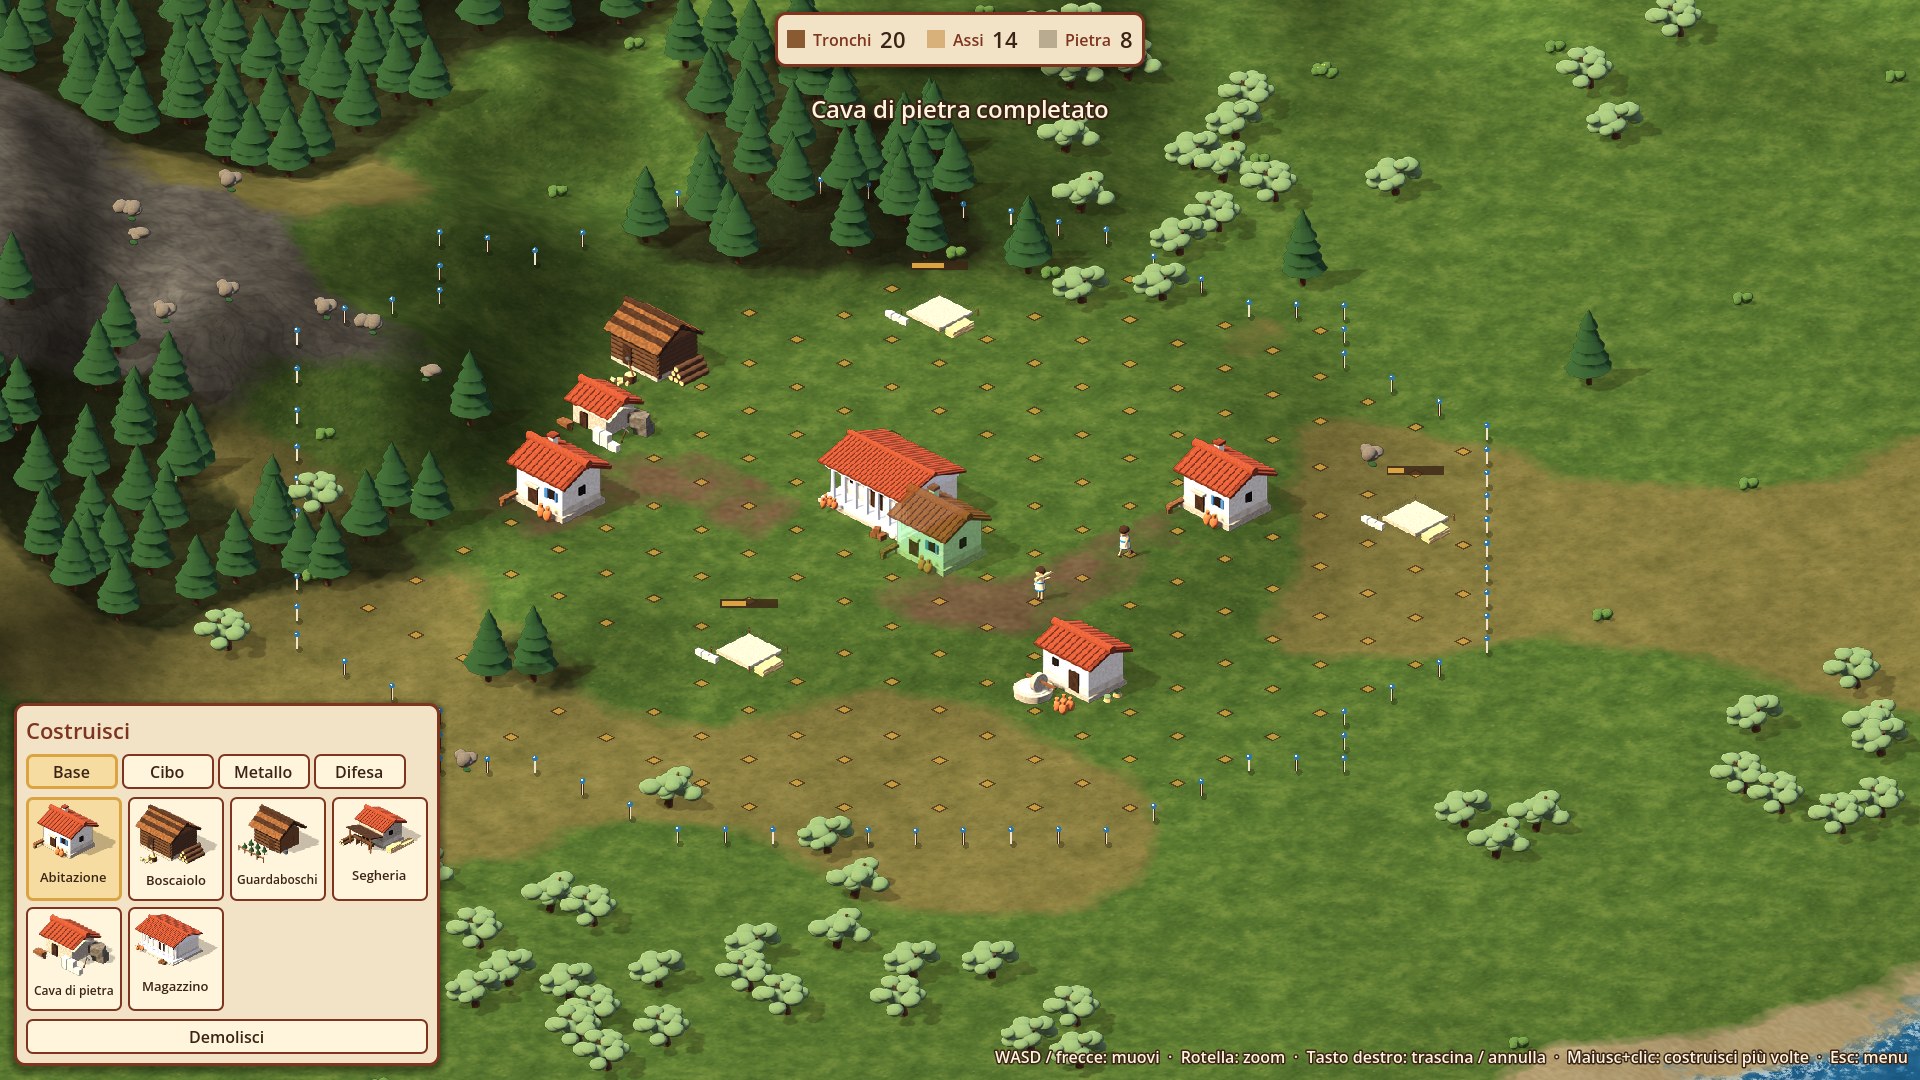 Tronchi 20 Assi 14 Pietra 8
Cava di pietra completato
Costruisci
Base Cibo Metallo Difesa
Abitazione Boscaiolo Guardaboschi Segheria
Cava di pietra Magazzino
Demolisci
WASD / frecce: muovi · Rotella: zoom · Tasto destro: trascina / annulla · Maiusc+clic: costruisci più volte · Esc: menu